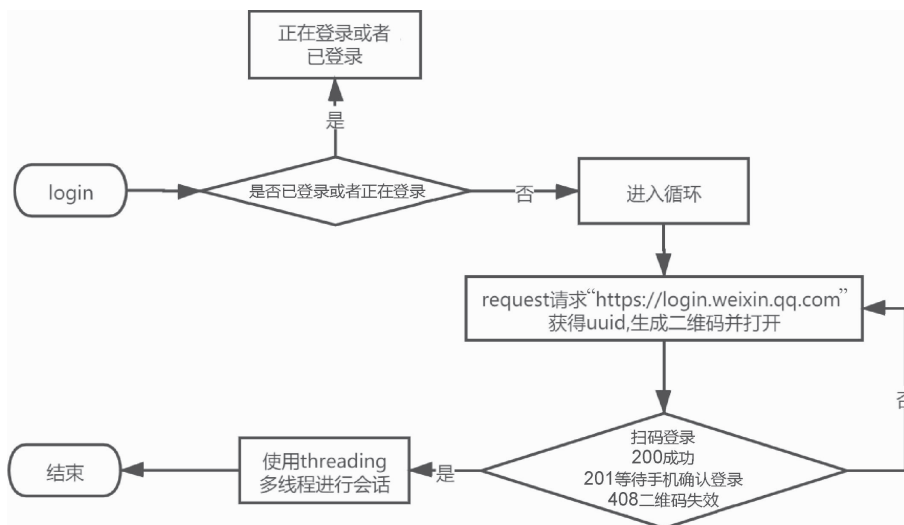 正在登录或者
已登录
是
login
是否已登录或者正在登录
否
进入循环
request请求“https://login.weixin.qq.com”
获得uuid,生成二维码并打开
否
扫码登录
200成功
201等待手机确认登录
408二维码失效
是
使用threading
多线程进行会话
结束